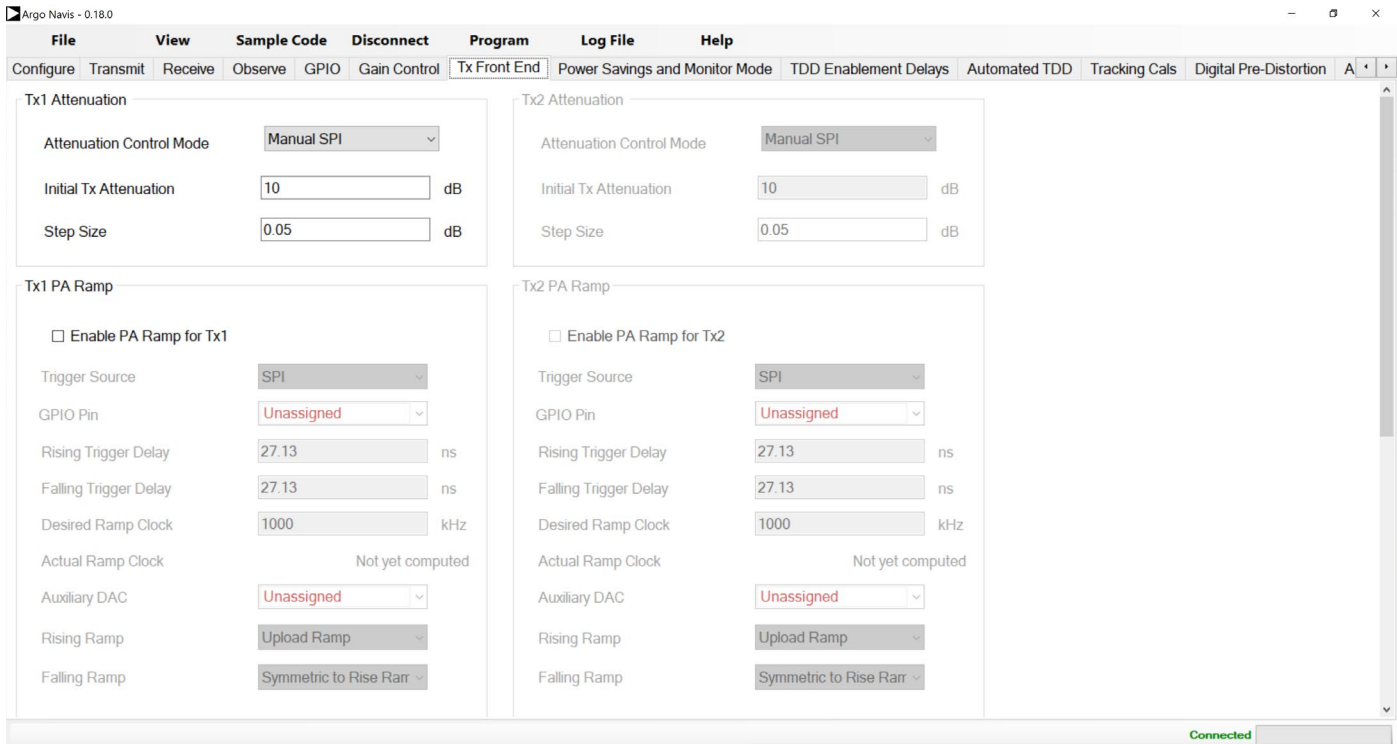 Argo Navis - 0.18.0
File View Sample Code Disconnect Program Log File Help
Configure Transmit Receive Observe GPIO Gain Control Tx Front End Power Savings and Monitor Mode TDD Enablement Delays Automated TDD Tracking Cals Digital Pre-Distortion A
Tx1 Attenuation
Attenuation Control Mode Manual SPI
Initial Tx Attenuation 10 dB
Step Size 0.05 dB
Tx2 Attenuation
Attenuation Control Mode Manual SPI
Initial Tx Attenuation 10 dB
Step Size 0.05 dB
Tx1 PA Ramp
Enable PA Ramp for Tx1
Trigger Source SPI
GPIO Pin Unassigned
Rising Trigger Delay 27.13 ns
Falling Trigger Delay 27.13 ns
Desired Ramp Clock 1000 kHz
Actual Ramp Clock Not yet computed
Auxiliary DAC Unassigned
Rising Ramp Upload Ramp
Falling Ramp Symmetric to Rise Ram
Tx2 PA Ramp
Enable PA Ramp for Tx2
Trigger Source SPI
GPIO Pin Unassigned
Rising Trigger Delay 27.13 ns
Falling Trigger Delay 27.13 ns
Desired Ramp Clock 1000 kHz
Actual Ramp Clock Not yet computed
Auxiliary DAC Unassigned
Rising Ramp Upload Ramp
Falling Ramp Symmetric to Rise Ram
Connected